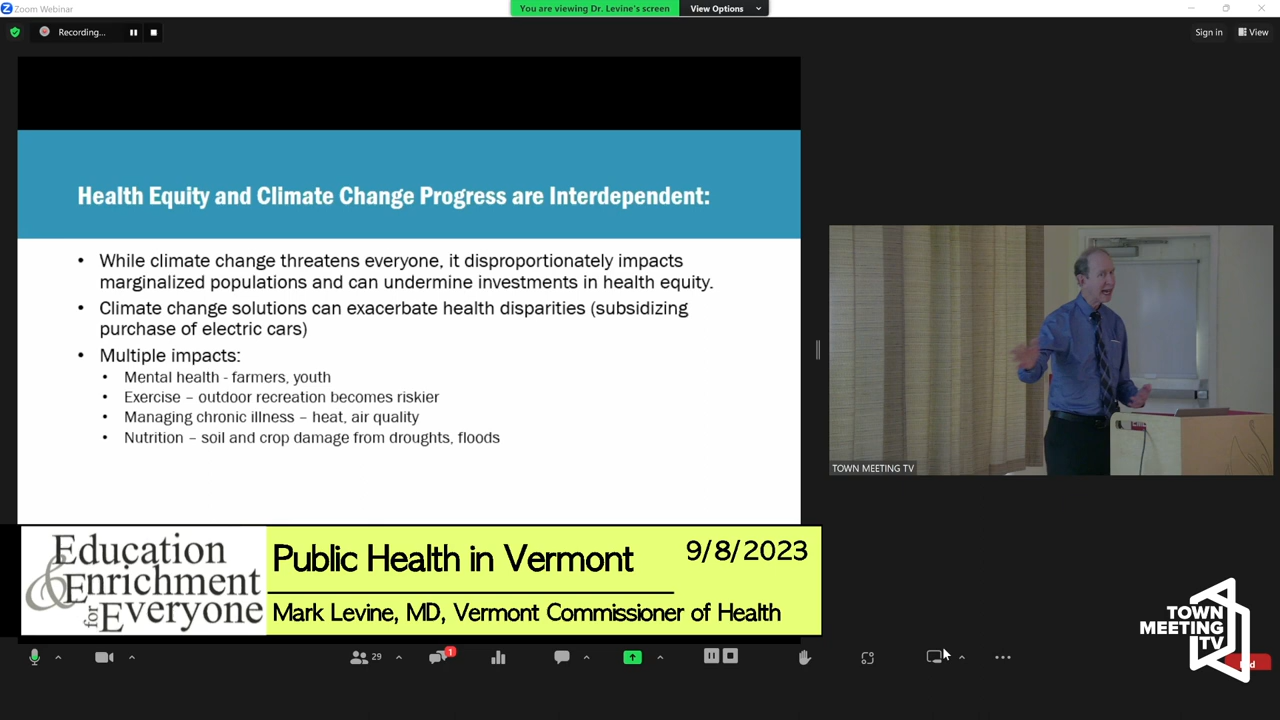 Zoom Webinar
You are viewing Dr. Levine's screen
View Options
Recording...
Sign in
View
Health Equity and Climate Change Progress are Interdependent:
• While climate change threatens everyone, it disproportionately impacts
marginalized populations and can undermine investments in health equity.
• Climate change solutions can exacerbate health disparities (subsidizing
purchase of electric cars)
• Multiple impacts:
• Mental health - farmers, youth
• Exercise – outdoor recreation becomes riskier
• Managing chronic illness – heat, air quality
• Nutrition – soil and crop damage from droughts, floods
TOWN MEETING TV
Education
& Enrichment
for Everyone
Public Health in Vermont
9/8/2023
Mark Levine, MD, Vermont Commissioner of Health
29
1
TOWN
MEETING
TV